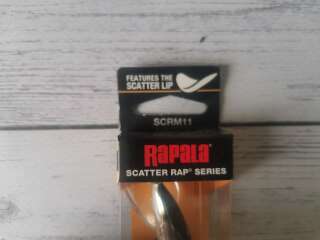 FEATURES THE
SCATTER LIP
SCRM11
Rapala
SCATTER RAP® SERIES